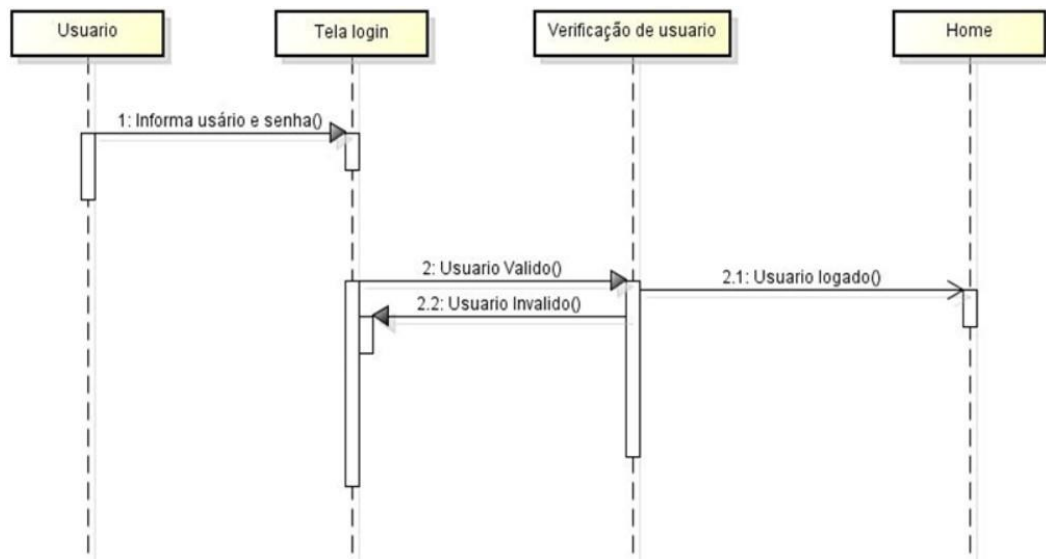 Usuario
Tela login
Verificação de usuario
Home
1: Informa usário e senha()
2: Usuario Valido()
2.1: Usuario logado()
2.2: Usuario Invalido()